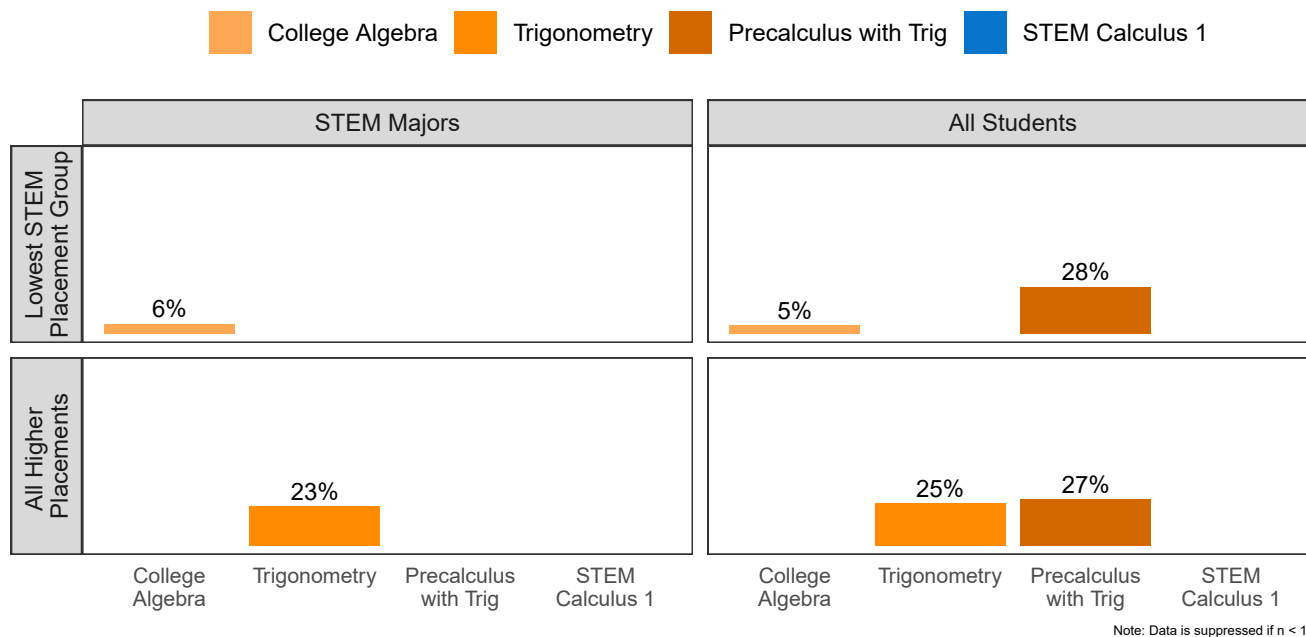 College Algebra Trigonometry Precalculus with Trig STEM Calculus 1
STEM Majors All Students
Lowest STEM
Placement Group
6%
5%
28%
All Higher
Placements
23%
25%
27%
College
Algebra
Trigonometry
Precalculus
with Trig
STEM
Calculus 1
College
Algebra
Trigonometry
Precalculus
with Trig
STEM
Calculus 1
Note: Data is suppressed if n < 1